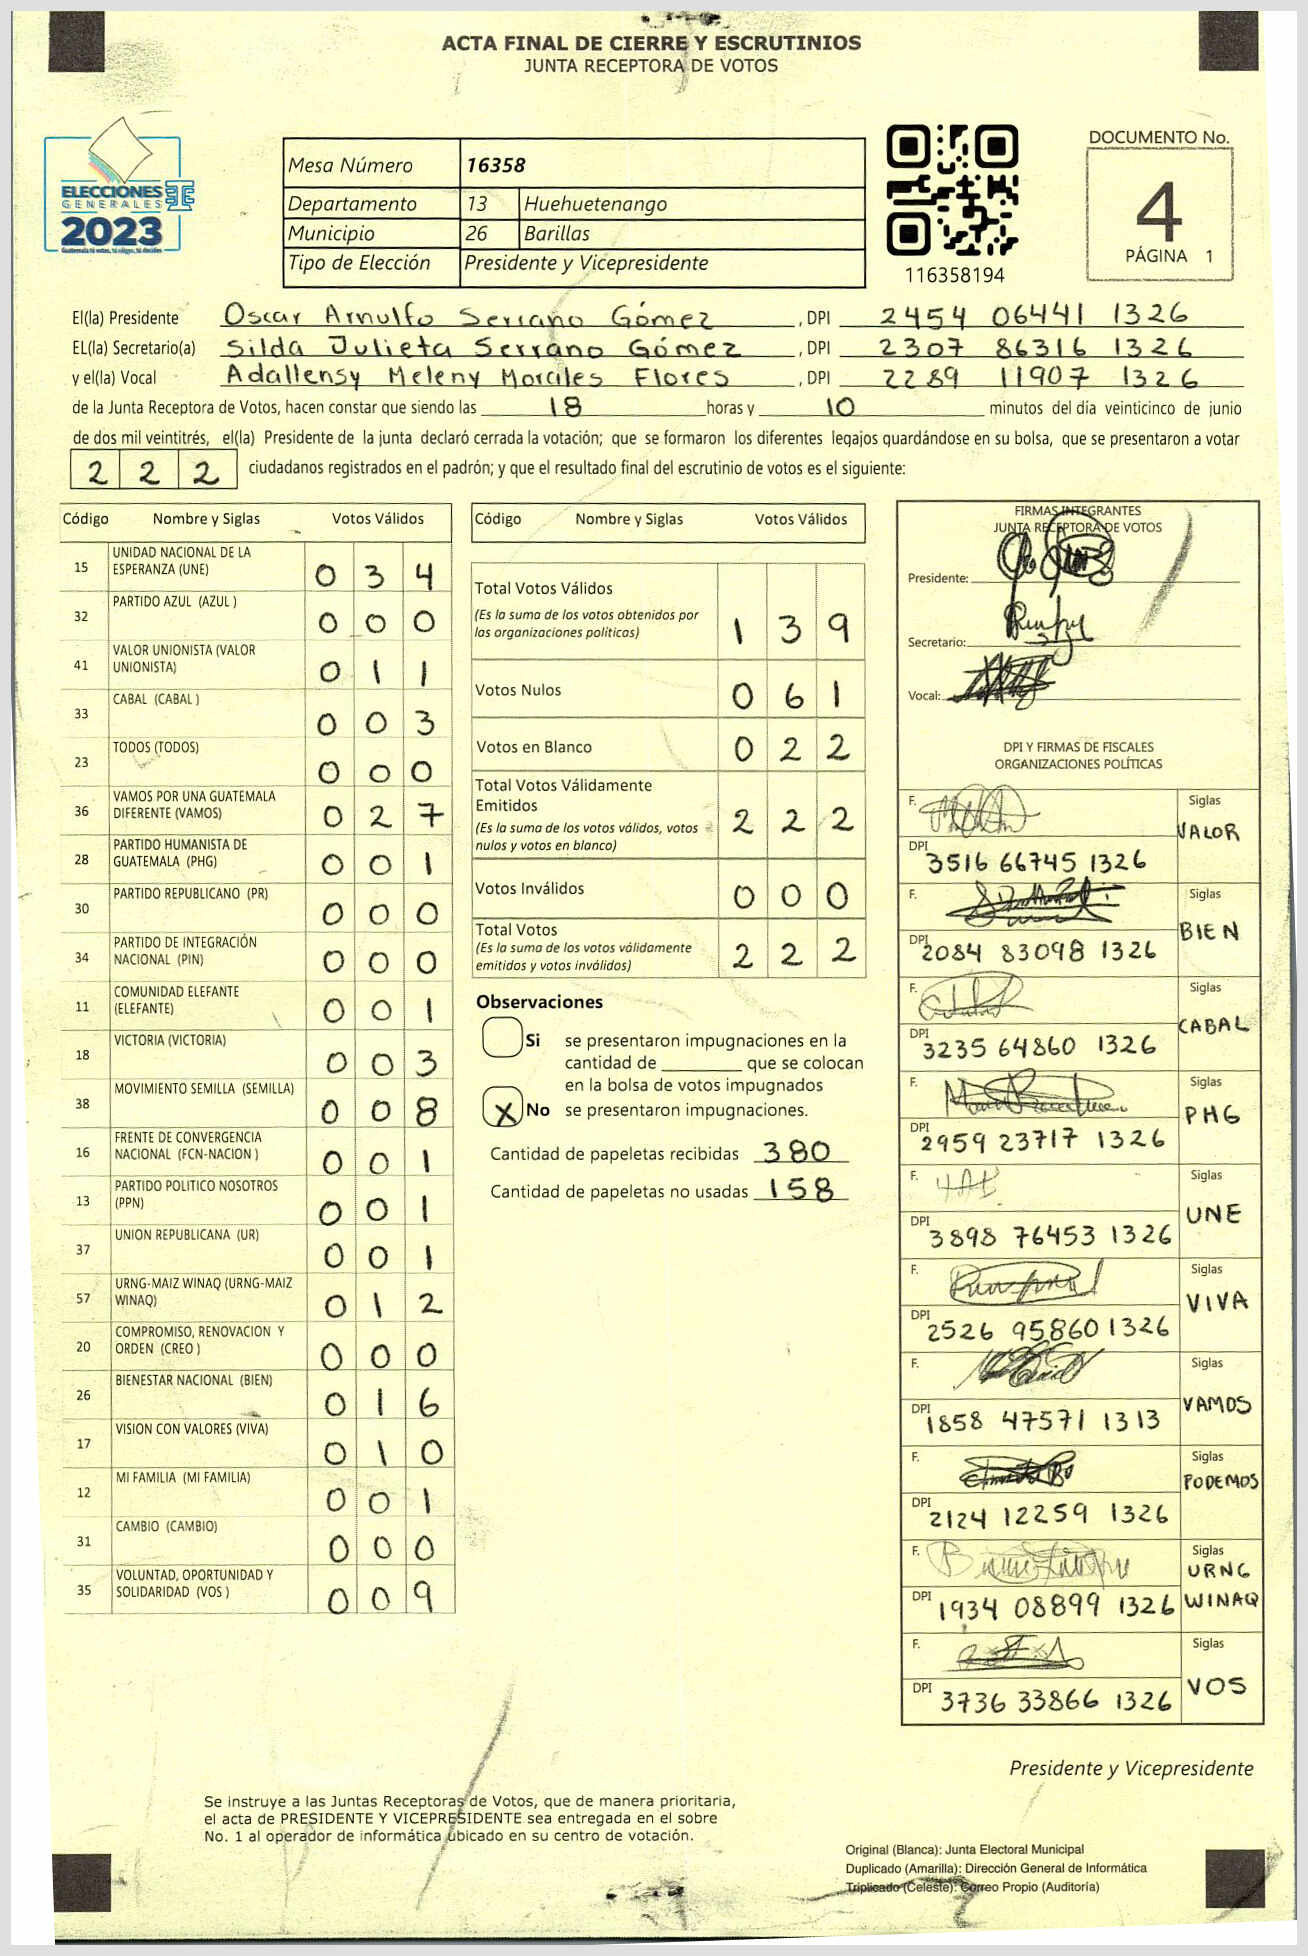 ACTA FINAL DE CIERRE Y ESCRUTINIOS
JUNTA RECEPTORA DE VOTOS
ELECCIONES
GENERALES
2023
Mesa Número 16358
Departamento 13 Huehuetenango
Municipio 26 Barillas
Tipo de Elección Presidente y Vicepresidente
116358194
DOCUMENTO No.
4
PÁGINA 1
El(la) Presidente Oscar Arnulfo Serrano Gómez, DPI 2454 06441 1326
EL(la) Secretario(a) Silda Julieta Serrano Gómez, DPI 2307 86316 1326
y el(la) Vocal Adallensy Meleny Morales Flores, DPI 2289 11907 1326
de la Junta Receptora de Votos, hacen constar que siendo las 18 horas y 10 minutos del día veinticinco de junio
de dos mil veintitrés, el(la) Presidente de la junta declaró cerrada la votación; que se formaron los diferentes legajos guardándose en su bolsa, que se presentaron a votar
2 2 2 ciudadanos registrados en el padrón; y que el resultado final del escrutinio de votos es el siguiente:
Código Nombre y Siglas Votos Válidos
15 UNIDAD NACIONAL DE LA ESPERANZA (UNE) 0 3 4
32 PARTIDO AZUL (AZUL ) 0 0 0
41 VALOR UNIONISTA (VALOR UNIONISTA) 0 1 1
33 CABAL (CABAL ) 0 0 3
23 TODOS (TODOS) 0 0 0
36 VAMOS POR UNA GUATEMALA DIFERENTE (VAMOS) 0 2 7
28 PARTIDO HUMANISTA DE GUATEMALA (PHG) 0 0 1
30 PARTIDO REPUBLICANO (PR) 0 0 0
34 PARTIDO DE INTEGRACIÓN NACIONAL (PIN) 0 0 0
11 COMUNIDAD ELEFANTE (ELEFANTE) 0 0 1
18 VICTORIA (VICTORIA) 0 0 3
38 MOVIMIENTO SEMILLA (SEMILLA) 0 0 8
16 FRENTE DE CONVERGENCIA NACIONAL (FCN-NACION ) 0 0 1
13 PARTIDO POLITICO NOSOTROS (PPN) 0 0 1
37 UNION REPUBLICANA (UR) 0 0 1
57 URNG-MAIZ WINAQ (URNG-MAIZ WINAQ) 0 1 2
20 COMPROMISO, RENOVACION Y ORDEN (CREO ) 0 0 0
26 BIENESTAR NACIONAL (BIEN) 0 1 6
17 VISION CON VALORES (VIVA) 0 1 0
12 MI FAMILIA (MI FAMILIA) 0 0 1
31 CAMBIO (CAMBIO) 0 0 0
35 VOLUNTAD, OPORTUNIDAD Y SOLIDARIDAD (VOS ) 0 0 9
Código Nombre y Siglas Votos Válidos
Total Votos Válidos 1 3 9
(Es la suma de los votos obtenidos por
las organizaciones políticas)
Votos Nulos 0 6 1
Votos en Blanco 0 2 2
Total Votos Válidamente
Emitidos 2 2 2
(Es la suma de los votos válidos, votos
nulos y votos en blanco)
Votos Inválidos 0 0 0
Total Votos 2 2 2
(Es la suma de los votos válidamente
emitidos y votos inválidos)
Observaciones
Si se presentaron impugnaciones en la
cantidad de ________ que se colocan
en la bolsa de votos impugnados
X No se presentaron impugnaciones.
Cantidad de papeletas recibidas 380
Cantidad de papeletas no usadas 158
FIRMAS INTEGRANTES
JUNTA RECEPTORA DE VOTOS
Presidente:
Secretario:
Vocal:
DPI Y FIRMAS DE FISCALES
ORGANIZACIONES POLÍTICAS
F. Siglas VALOR
DPI 3516 66745 1326
F. Siglas BIEN
DPI 2084 83098 1326
F. Siglas CABAL
DPI 3235 64860 1326
F. Siglas PHG
DPI 2959 23717 1326
F. Siglas UNE
DPI 3898 76453 1326
F. Siglas VIVA
DPI 2526 95860 1326
F. Siglas VAMOS
DPI 1858 47571 1313
F. Siglas PODEMOS
DPI 2124 12259 1326
F. Siglas URNG WINAQ
DPI 1934 08899 1326
F. Siglas VOS
DPI 3736 33866 1326
Presidente y Vicepresidente
Se instruye a las Juntas Receptoras de Votos, que de manera prioritaria,
el acta de PRESIDENTE Y VICEPRESIDENTE sea entregada en el sobre
No. 1 al operador de informática ubicado en su centro de votación.
Original (Blanca): Junta Electoral Municipal
Duplicado (Amarilla): Dirección General de Informática
Triplicado (Celeste): Correo Propio (Auditoría)